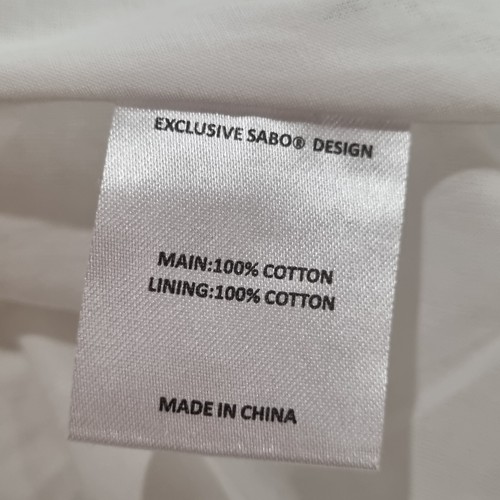 EXCLUSIVE SABO® DESIGN
MAIN:100% COTTON
LINING:100% COTTON
MADE IN CHINA